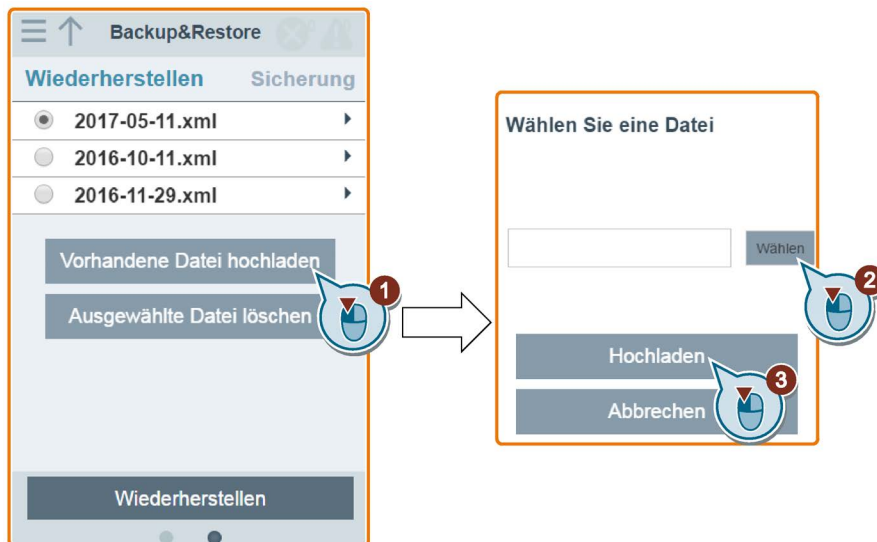 Backup&Restore
Wiederherstellen Sicherung
2017-05-11.xml
2016-10-11.xml
2016-11-29.xml
Vorhandene Datei hochladen
1
Ausgewählte Datei löschen
Wiederherstellen
Wählen Sie eine Datei
Wählen
2
Hochladen
3
Abbrechen